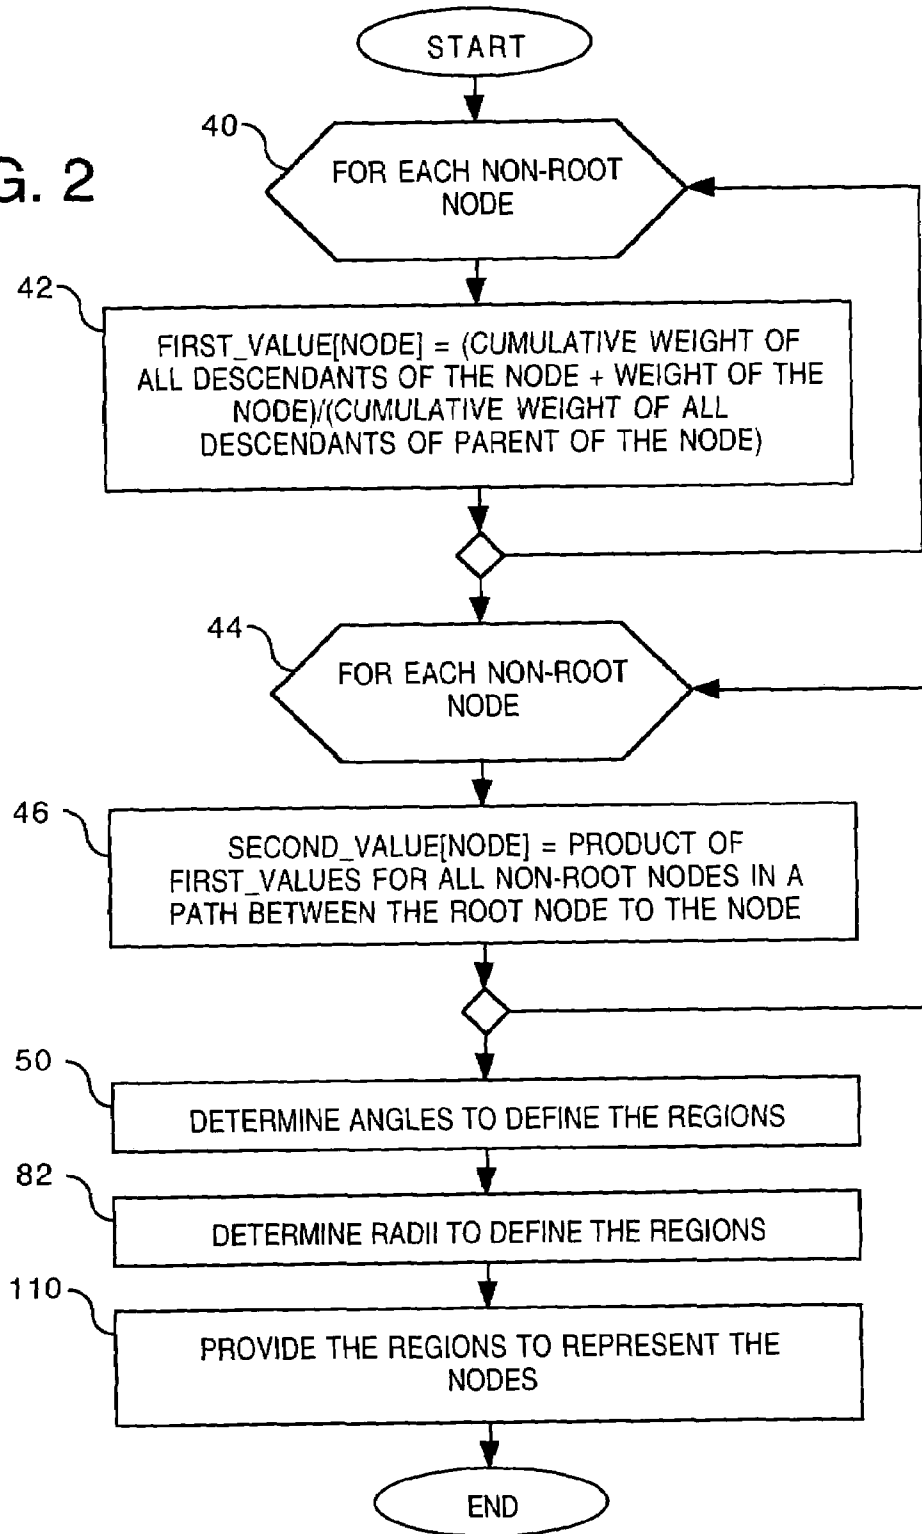 START
40
FOR EACH NON-ROOT
NODE
G. 2
42
FIRST_VALUE[NODE] = (CUMULATIVE WEIGHT OF
ALL DESCENDANTS OF THE NODE + WEIGHT OF THE
NODE)/(CUMULATIVE WEIGHT OF ALL
DESCENDANTS OF PARENT OF THE NODE)
44
FOR EACH NON-ROOT
NODE
46
SECOND_VALUE[NODE] = PRODUCT OF
FIRST_VALUES FOR ALL NON-ROOT NODES IN A
PATH BETWEEN THE ROOT NODE TO THE NODE
50
DETERMINE ANGLES TO DEFINE THE REGIONS
82
DETERMINE RADII TO DEFINE THE REGIONS
110
PROVIDE THE REGIONS TO REPRESENT THE
NODES
END